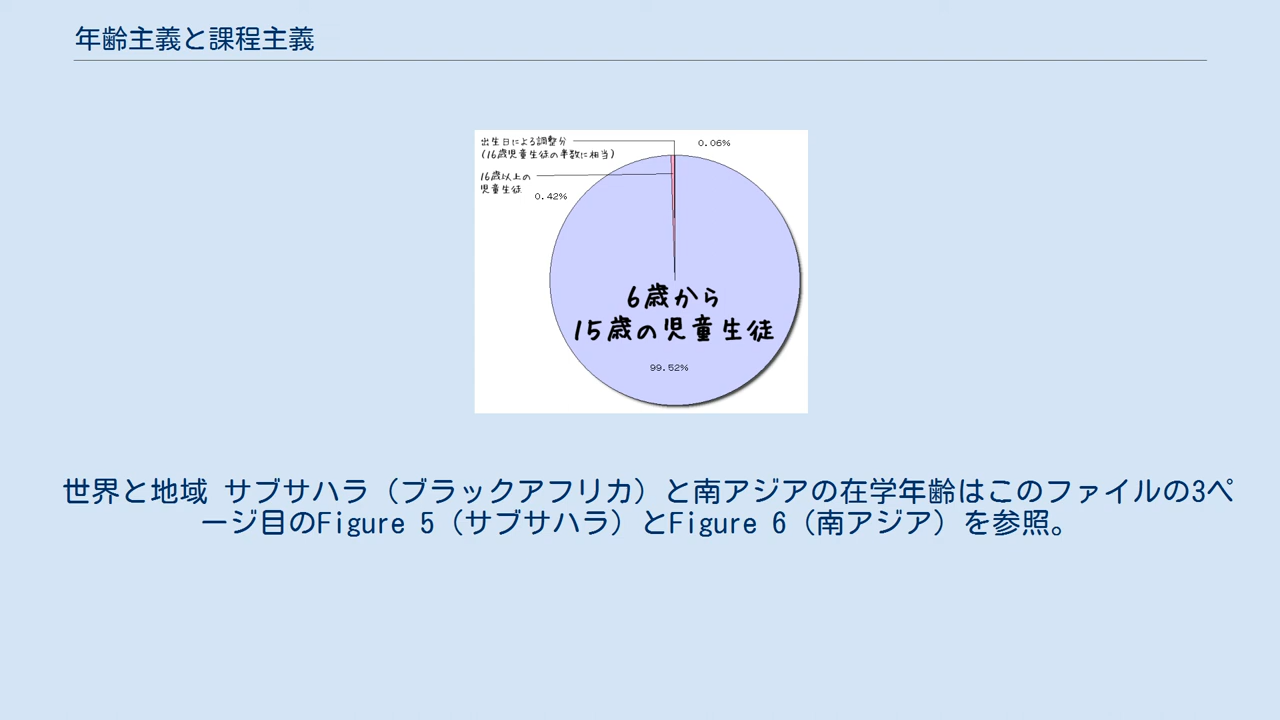 年齢主義と課程主義
出生日による調整分
(16歳児童生徒の半数に相当)
0.06%
16歳以上の
児童生徒
0.42%
6歳から
15歳の児童生徒
99.52%
世界と地域 サブサハラ（ブラックアフリカ）と南アジアの在学年齢はこのファイルの3ペ
ージ目のFigure 5（サブサハラ）とFigure 6（南アジア）を参照。